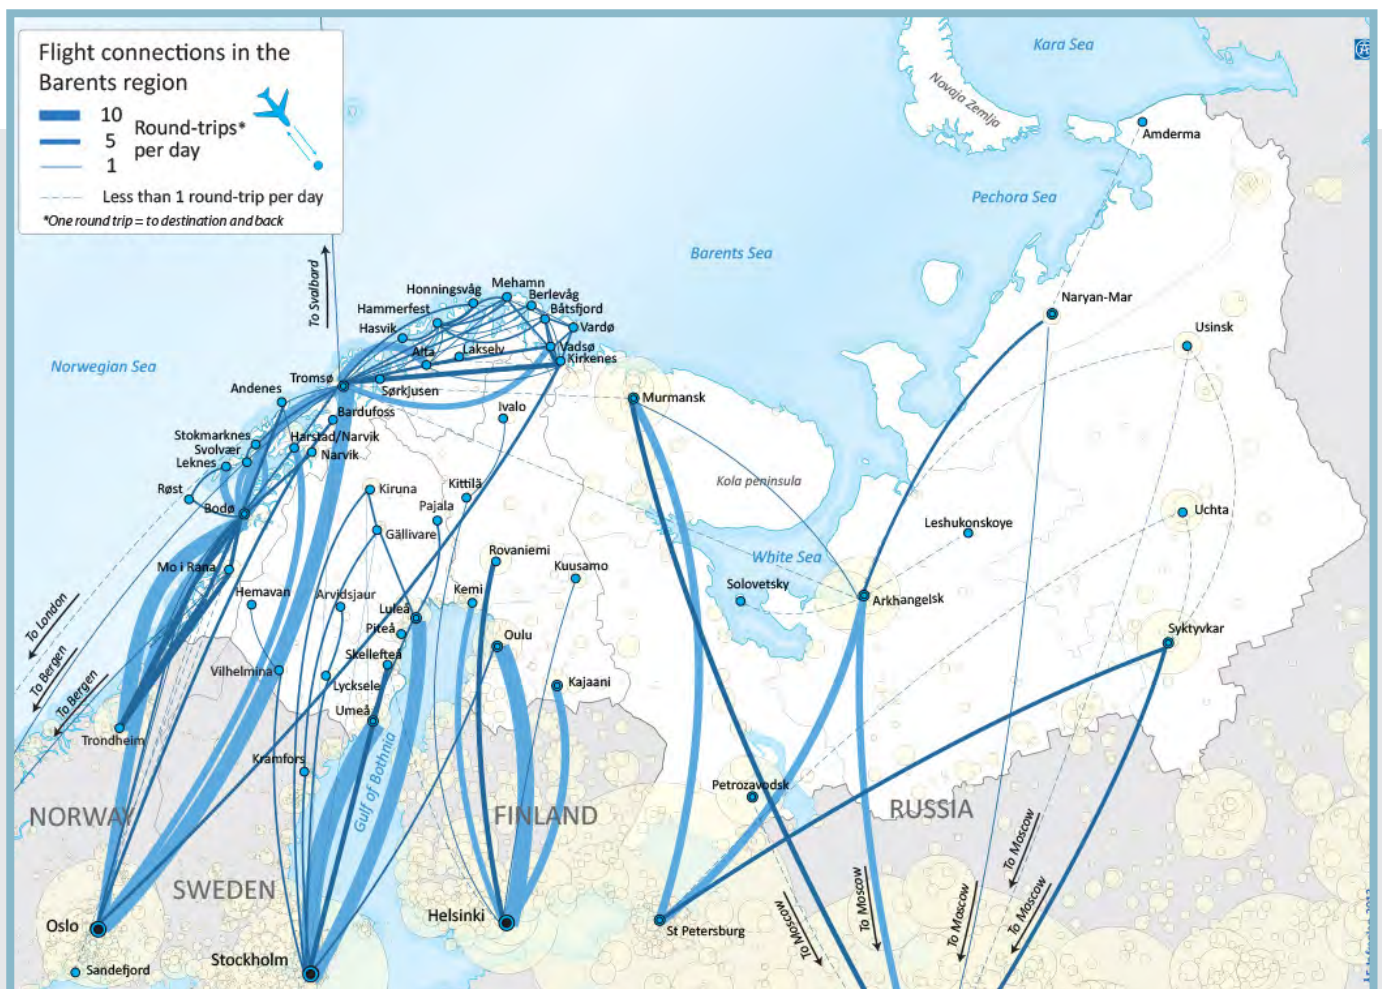 Flight connections in the
Barents region
10
5
1
Round-trips*
per day
Less than 1 round-trip per day
*One round trip = to destination and back
Kara Sea
Novaja Zemlja
Amderma
Pechora Sea
Barents Sea
To Svalbard
Norwegian Sea
Naryan-Mar
Usinsk
Mehamn
Honningsvåg
Berlevåg
Hammerfest
Båtsfjord
Hasvik
Vardø
Alta
Lakselv
Vadsø
Kirkenes
Tromsø
Sørkjusen
Andenes
Murmansk
Ivalo
Bardufoss
Stokmarknes
Harstad/Narvik
Svolvær
Narvik
Leknes
Røst
Kiruna
Kittilä
Kola peninsula
Bodø
Pajala
Uchta
Leshukonskoye
Gällivare
Rovaniemi
White Sea
Mo i Rana
Kuusamo
Hemavan
Arvidsjaur
Kemi
Solovetsky
Arkhangelsk
Luleå
To London
Piteå
Oulu
Syktyvkar
Skellefteå
To Bergen
Vilhelmina
Kajaani
Lycksele
To Bergen
Umeå
Trondheim
Gulf of Bothnia
Kramfors
Petrozavodsk
NORWAY
FINLAND
RUSSIA
To Moscow
SWEDEN
Oslo
Helsinki
St Petersburg
To Moscow
To Moscow
To Moscow
To Moscow
Stockholm
Sandefjord